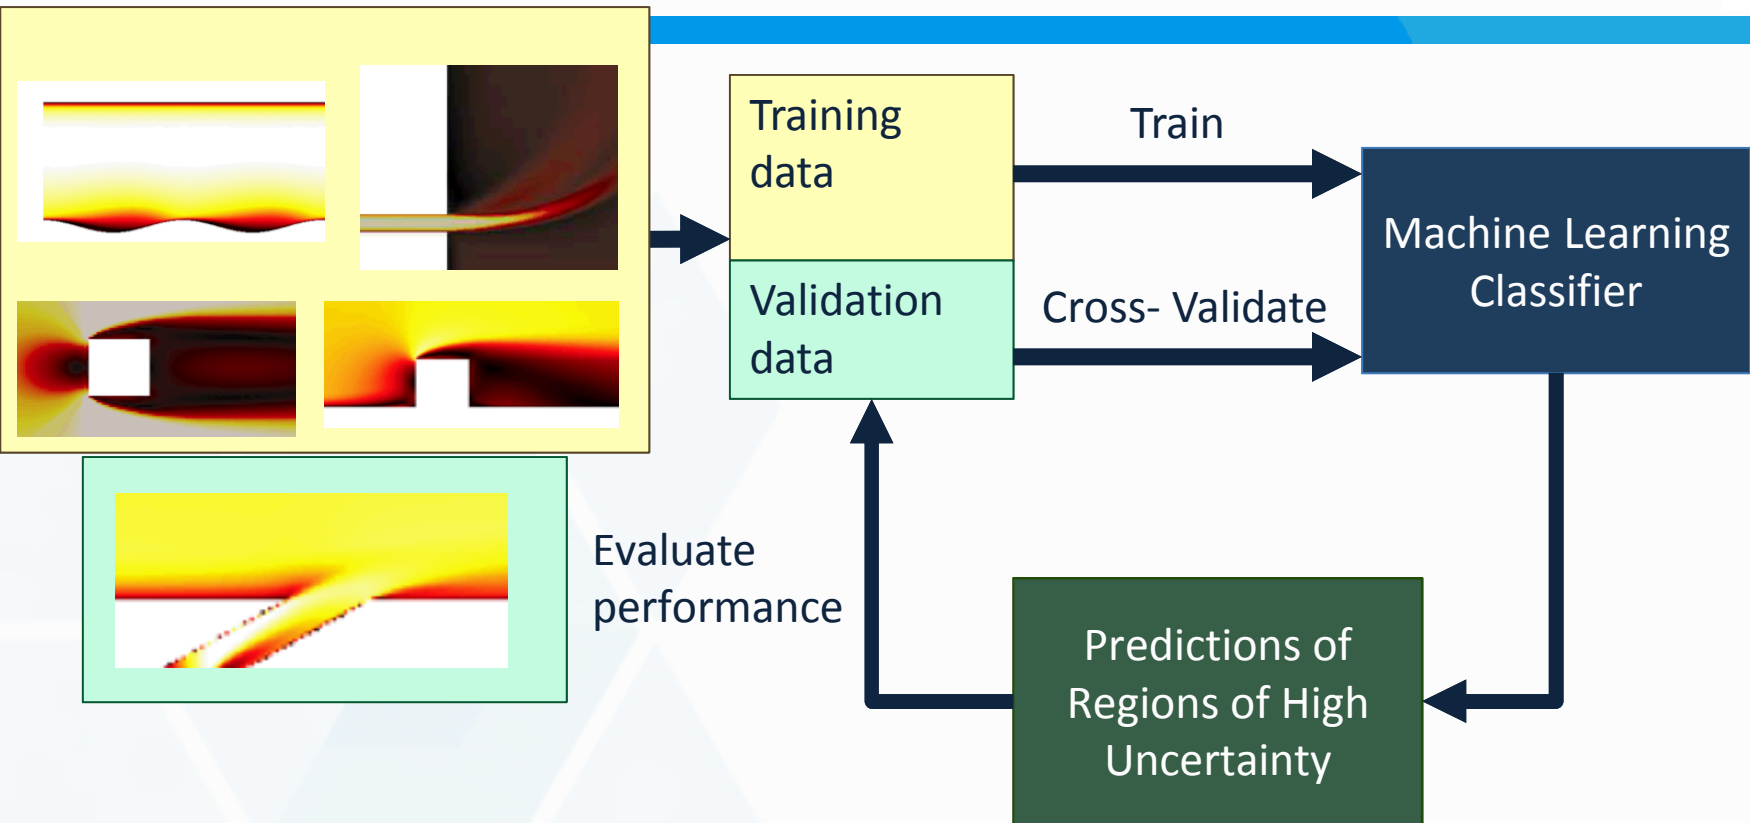 Training
data
Train
Machine Learning
Classifier
Validation
data
Cross- Validate
Evaluate
performance
Predictions of
Regions of High
Uncertainty